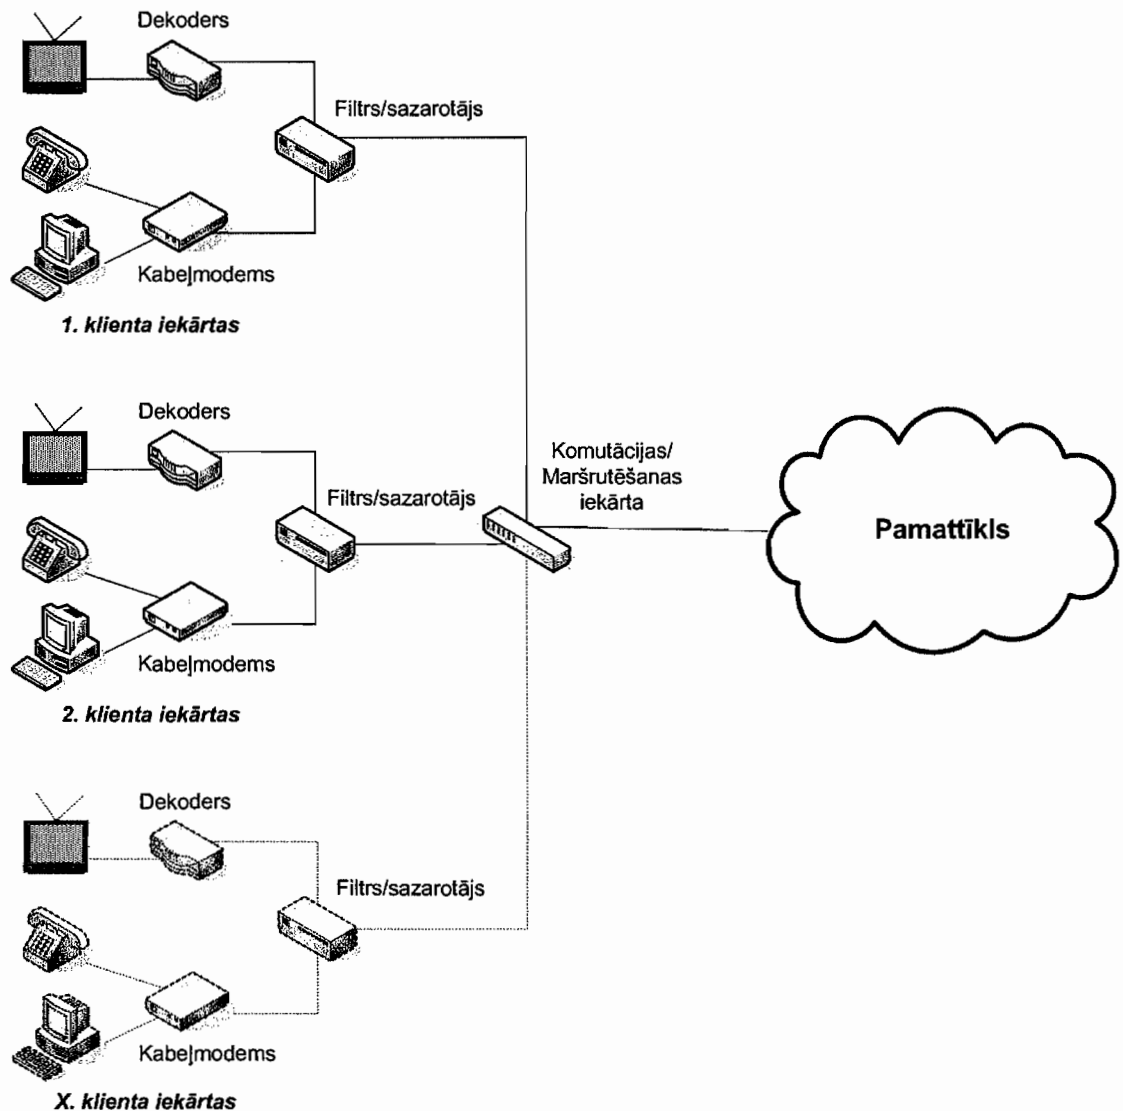 Dekoders
Filtrs/sazarotājs
Kabeļmodems
1. klienta iekārtas
Dekoders
Filtrs/sazarotājs
Komutācijas/
Maršrutēšanas
iekārta
Pamattīkls
Kabeļmodems
2. klienta iekārtas
Dekoders
Filtrs/sazarotājs
Kabeļmodems
X. klienta iekārtas